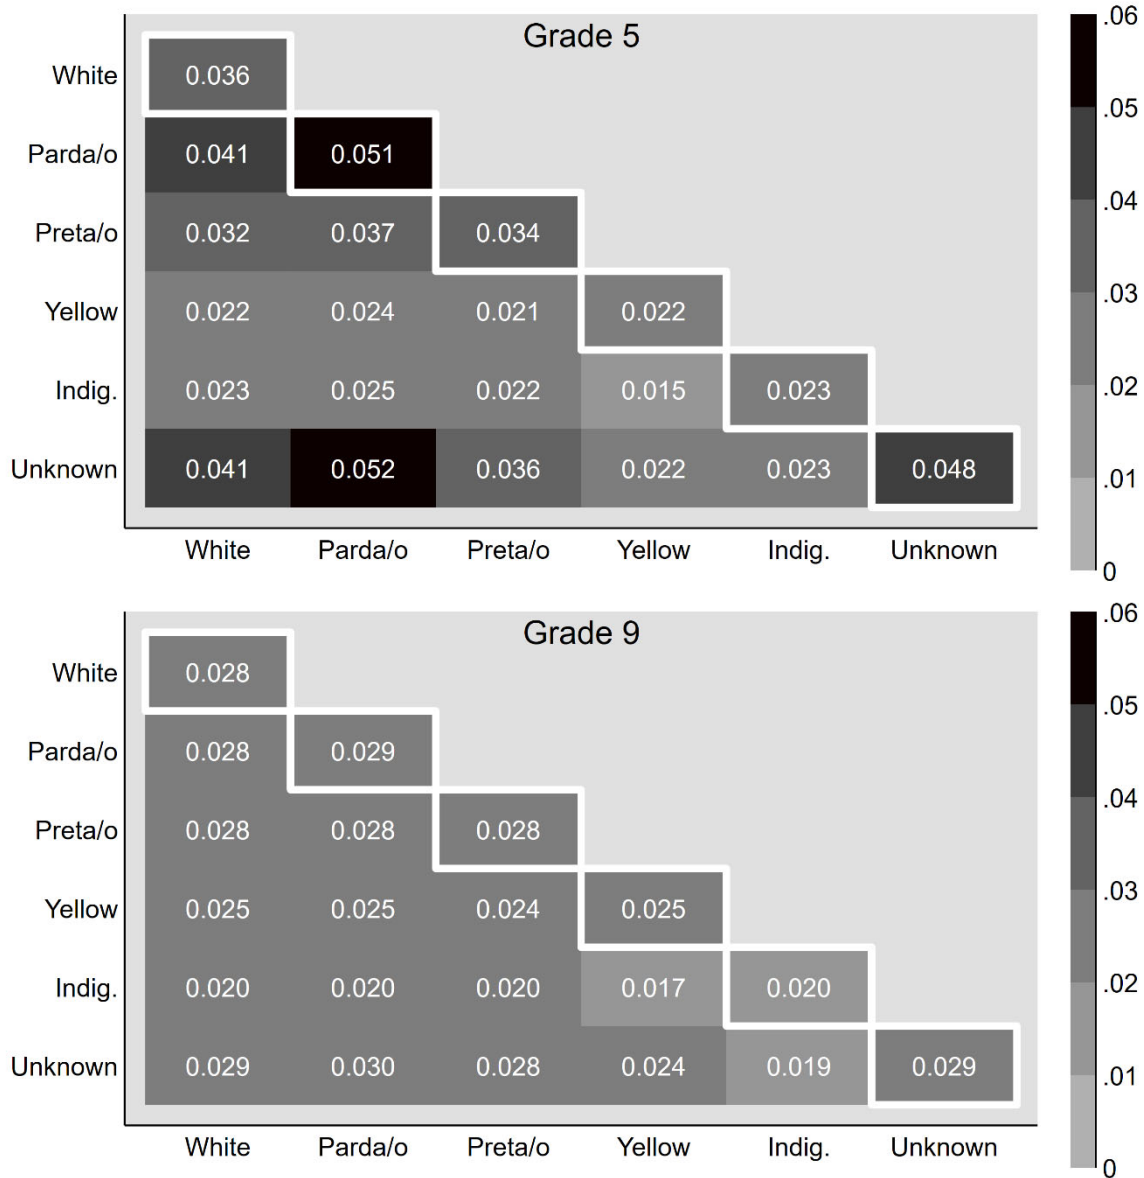 Grade 5
.06
White 0.036
.05
Parda/o 0.041 0.051
.04
Preta/o 0.032 0.037 0.034
.03
Yellow 0.022 0.024 0.021 0.022
Indig. 0.023 0.025 0.022 0.015 0.023
.02
Unknown 0.041 0.052 0.036 0.022 0.023 0.048
.01
White Parda/o Preta/o Yellow Indig. Unknown
0
Grade 9
.06
White 0.028
.05
Parda/o 0.028 0.029
.04
Preta/o 0.028 0.028 0.028
.03
Yellow 0.025 0.025 0.024 0.025
Indig. 0.020 0.020 0.020 0.017 0.020
.02
Unknown 0.029 0.030 0.028 0.024 0.019 0.029
.01
White Parda/o Preta/o Yellow Indig. Unknown
0